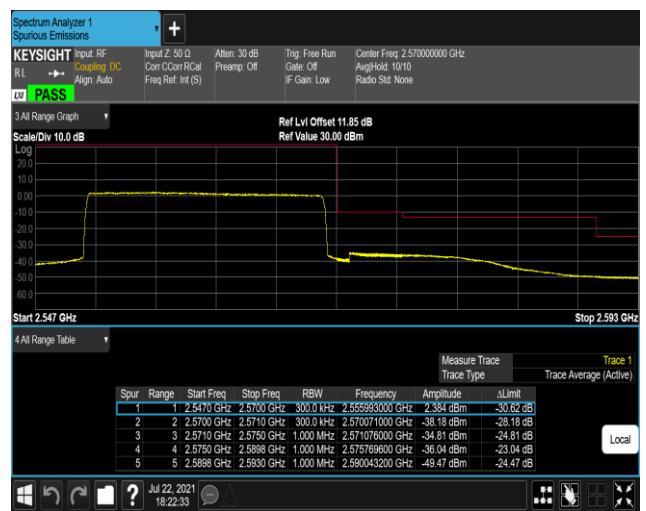 Spectrum Analyzer 1
Spurious Emissions
+
KEYSIGHT Input: RF Input Z: 50 Ω Atten: 30 dB Trig: Free Run Center Freq: 2.570000000 GHz
RL Coupling: DC Corr CCorr RCal Preamp: Off Gate: Off Avg|Hold: 10/10
Align: Auto Freq Ref: Int (S) IF Gain: Low Radio Std: None
LXI PASS
3 All Range Graph
Ref Lvl Offset 11.85 dB
Scale/Div 10.0 dB Ref Value 30.00 dBm
Log
20.0
10.0
0.00
-10.0
-20.0
-30.0
-40.0
-50.0
-60.0
Start 2.547 GHz Stop 2.593 GHz
4 All Range Table
Measure Trace Trace 1
Trace Type Trace Average (Active)
Spur Range Start Freq Stop Freq RBW Frequency Amplitude ΔLimit
1 1 2.5470 GHz 2.5700 GHz 300.0 kHz 2.555993000 GHz 2.384 dBm -30.62 dB
2 2 2.5700 GHz 2.5710 GHz 300.0 kHz 2.570071000 GHz -38.18 dBm -28.18 dB
3 3 2.5710 GHz 2.5750 GHz 1.000 MHz 2.571076000 GHz -34.81 dBm -24.81 dB
4 4 2.5750 GHz 2.5898 GHz 1.000 MHz 2.575769600 GHz -36.04 dBm -23.04 dB
5 5 2.5898 GHz 2.5930 GHz 1.000 MHz 2.590043200 GHz -49.47 dBm -24.47 dB
Local
? Jul 22, 2021
18:22:33